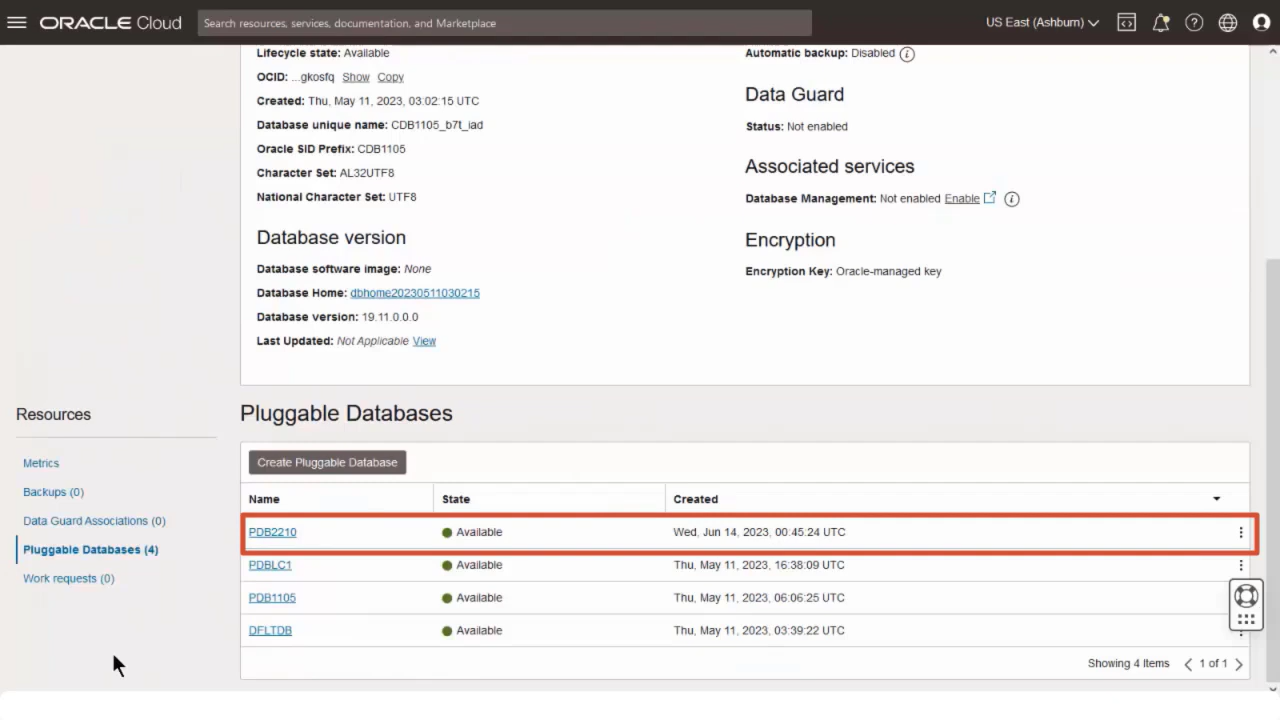 ORACLE Cloud
Search resources, services, documentation, and Marketplace
US East (Ashburn)
Lifecycle state: Available
OCID: ...gkosfq Show Copy
Created: Thu, May 11, 2023, 03:02:15 UTC
Database unique name: CDB1105_b7t_iad
Oracle SID Prefix: CDB1105
Character Set: AL32UTF8
National Character Set: UTF8
Database version
Database software image: None
Database Home: dbhome20230511030215
Database version: 19.11.0.0.0
Last Updated: Not Applicable View
Automatic backup: Disabled
Data Guard
Status: Not enabled
Associated services
Database Management: Not enabled Enable
Encryption
Encryption Key: Oracle-managed key
Resources
Metrics
Backups (0)
Data Guard Associations (0)
Pluggable Databases (4)
Work requests (0)
Pluggable Databases
Create Pluggable Database
Name State Created
PDB2210 Available Wed, Jun 14, 2023, 00:45:24 UTC
PDBLC1 Available Thu, May 11, 2023, 16:38:09 UTC
PDB1105 Available Thu, May 11, 2023, 06:06:25 UTC
DFLTDB Available Thu, May 11, 2023, 03:39:22 UTC
Showing 4 Items 1 of 1